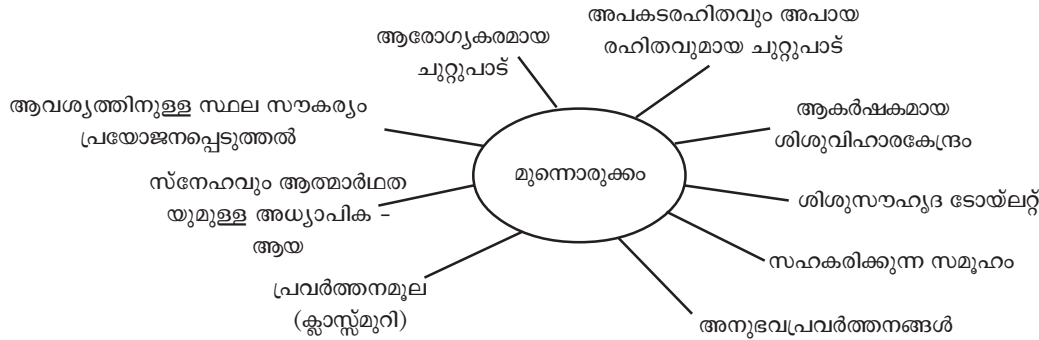 ആരോഗ്യകരമായ
ചുറ്റുപാട്
അപകടരഹിതവും അപായ
രഹിതവുമായ ചുറ്റുപാട്
ആവശ്യത്തിനുള്ള സ്ഥല സൗകര്യം
പ്രയോജനപ്പെടുത്തൽ
ആകർഷകമായ
ശിശുവിഹാരകേന്ദ്രം
മുന്നൊരുക്കം
സ്നേഹവും ആത്മാർഥത
യുമുള്ള അധ്യാപിക -
ആയ
ശിശുസൗഹൃദ ടോയ്‌ലറ്റ്
സഹകരിക്കുന്ന സമൂഹം
പ്രവർത്തനമൂല
(ക്ലാസ്സ്മുറി)
അനുഭവപ്രവർത്തനങ്ങൾ